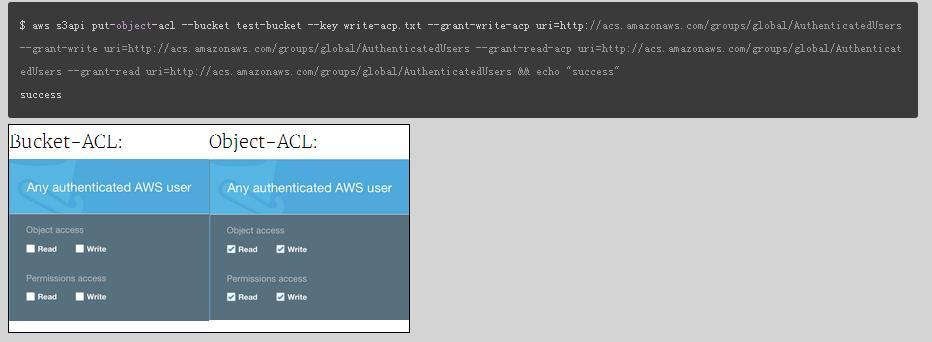 $ aws s3api put-object-acl --bucket test-bucket --key write-acp.txt --grant-write-acp uri=http://acs.amazonaws.com/groups/global/AuthenticatedUsers
--grant-write uri=http://acs.amazonaws.com/groups/global/AuthenticatedUsers --grant-read-acp uri=http://acs.amazonaws.com/groups/global/Authenticat
edUsers --grant-read uri=http://acs.amazonaws.com/groups/global/AuthenticatedUsers && echo "success"
success
Bucket-ACL: Object-ACL:
Any authenticated AWS user Any authenticated AWS user
Object access Object access
Read Write Read Write
Permissions access Permissions access
Read Write Read Write